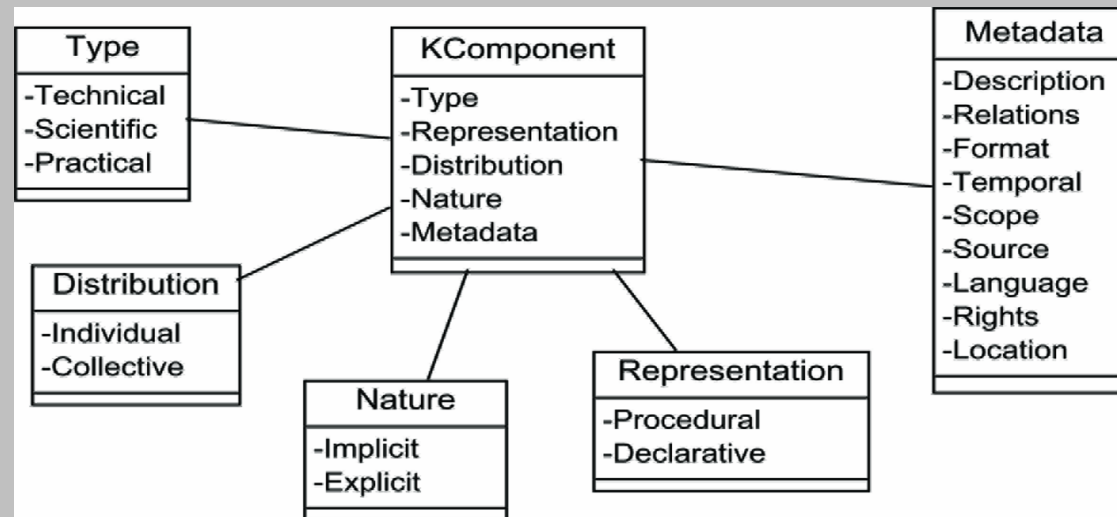 Type
-Technical
-Scientific
-Practical
KComponent
-Type
-Representation
-Distribution
-Nature
-Metadata
Metadata
-Description
-Relations
-Format
-Temporal
-Scope
-Source
-Language
-Rights
-Location
Distribution
-Individual
-Collective
Nature
-Implicit
-Explicit
Representation
-Procedural
-Declarative